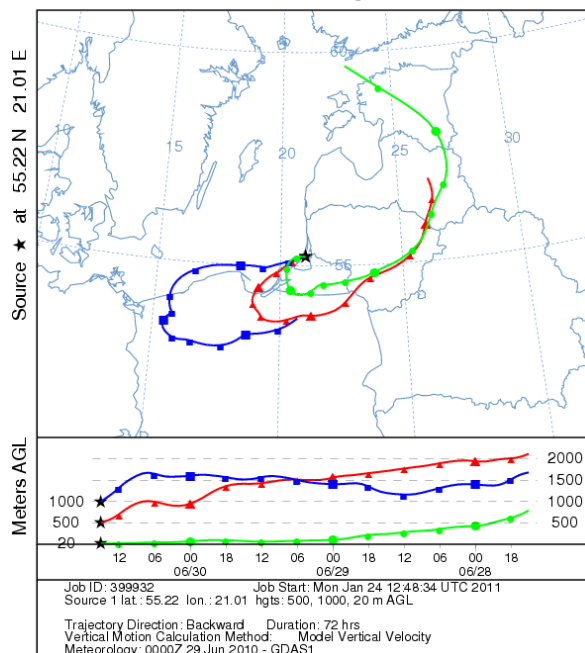 Source ★ at 55.22 N 21.01 E
60
15
20
25
30
55
55
Meters AGL
1000
500
20
2000
1500
1000
500
12 06 00 18 12 06 00 18 12 06 00 18
06/30 06/29 06/28
Job ID: 399932 Job Start: Mon Jan 24 12:48:34 UTC 2011
Source 1 lat.: 55.22 lon.: 21.01 hgts: 500, 1000, 20 m AGL
Trajectory Direction: Backward Duration: 72 hrs
Vertical Motion Calculation Method: Model Vertical Velocity
Meteorology: 0000Z 29 Jun 2010 - GDAS1